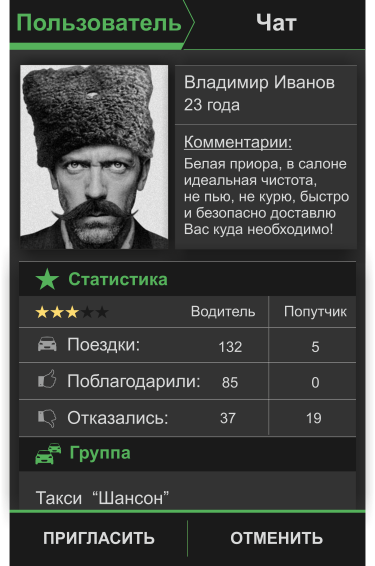 Пользователь Чат
Владимир Иванов
23 года
Комментарии:
Белая приора, в салоне
идеальная чистота,
не пью, не курю, быстро
и безопасно доставлю
Вас куда необходимо!
Статистика
Водитель Попутчик
Поездки: 132 5
Поблагодарили: 85 0
Отказались: 37 19
Группа
Такси “Шансон”
ПРИГЛАСИТЬ ОТМЕНИТЬ